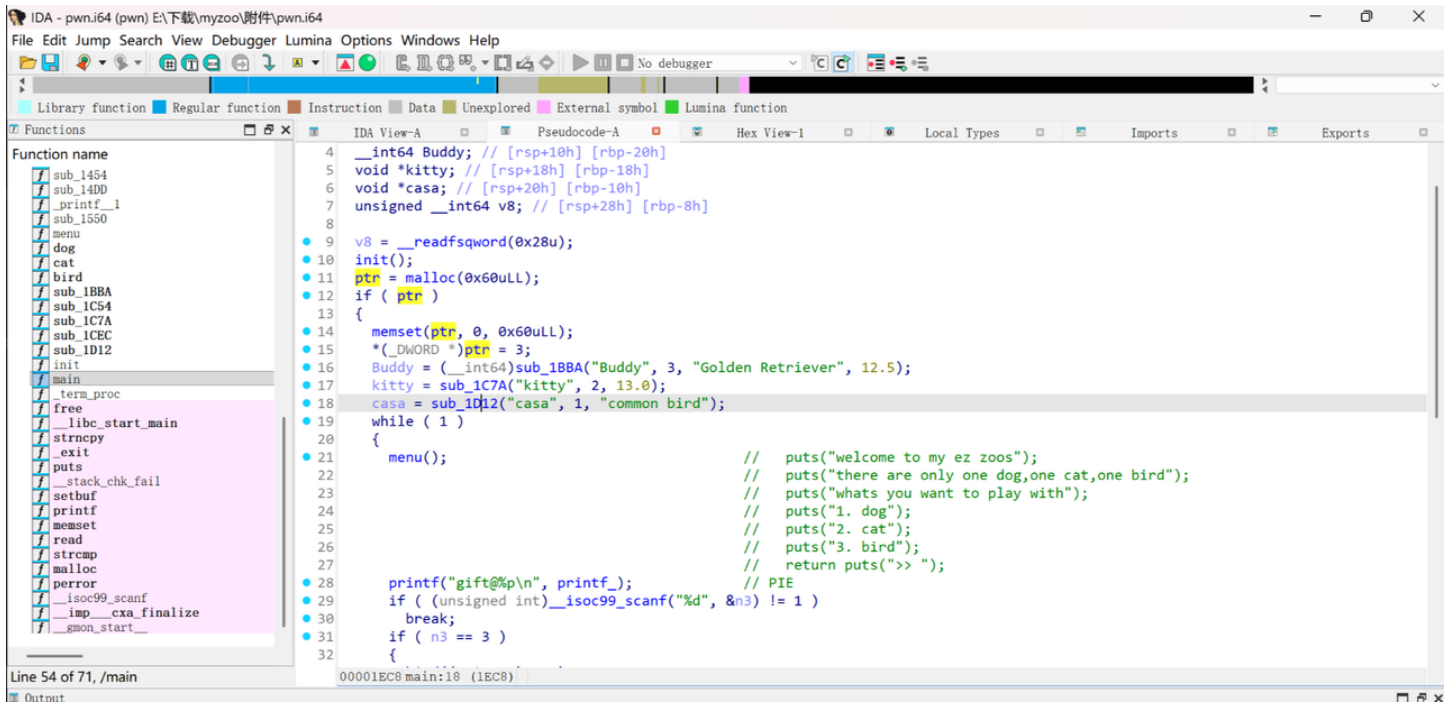 IDA - pwn.i64 (pwn) E:\下载\myzoo\附件\pwn.i64
File Edit Jump Search View Debugger Lumina Options Windows Help
No debugger
Library function Regular function Instruction Data Unexplored External symbol Lumina function
Functions
IDA View-A Pseudocode-A Hex View-1 Local Types Imports Exports
Function name
sub_1454
sub_14DD
_printf__1
sub_1550
menu
dog
cat
bird
sub_1BBA
sub_1C54
sub_1C7A
sub_1CEC
sub_1D12
init
main
_term_proc
free
__libc_start_main
strncpy
_exit
puts
__stack_chk_fail
setbuf
printf
memset
read
strcmp
malloc
perror
__isoc99_scanf
__imp___cxa_finalize
__gmon_start__
Line 54 of 71, /main
4 __int64 Buddy; // [rsp+10h] [rbp-20h]
5 void *kitty; // [rsp+18h] [rbp-18h]
6 void *casa; // [rsp+20h] [rbp-10h]
7 unsigned __int64 v8; // [rsp+28h] [rbp-8h]
8
9 v8 = __readfsqword(0x28u);
10 init();
11 ptr = malloc(0x60uLL);
12 if ( ptr )
13 {
14 memset(ptr, 0, 0x60uLL);
15 *(_DWORD *)ptr = 3;
16 Buddy = (__int64)sub_1BBA("Buddy", 3, "Golden Retriever", 12.5);
17 kitty = sub_1C7A("kitty", 2, 13.0);
18 casa = sub_1D12("casa", 1, "common bird");
19 while ( 1 )
20 {
21 menu(); // puts("welcome to my ez zoos");
22 // puts("there are only one dog,one cat,one bird");
23 // puts("whats you want to play with");
24 // puts("1. dog");
25 // puts("2. cat");
26 // puts("3. bird");
27 // return puts(">> ");
28 printf("gift@%p\n", printf_); // PIE
29 if ( (unsigned int)__isoc99_scanf("%d", &n3) != 1 )
30 break;
31 if ( n3 == 3 )
32 {
00001EC8 main:18 (1EC8)
Output